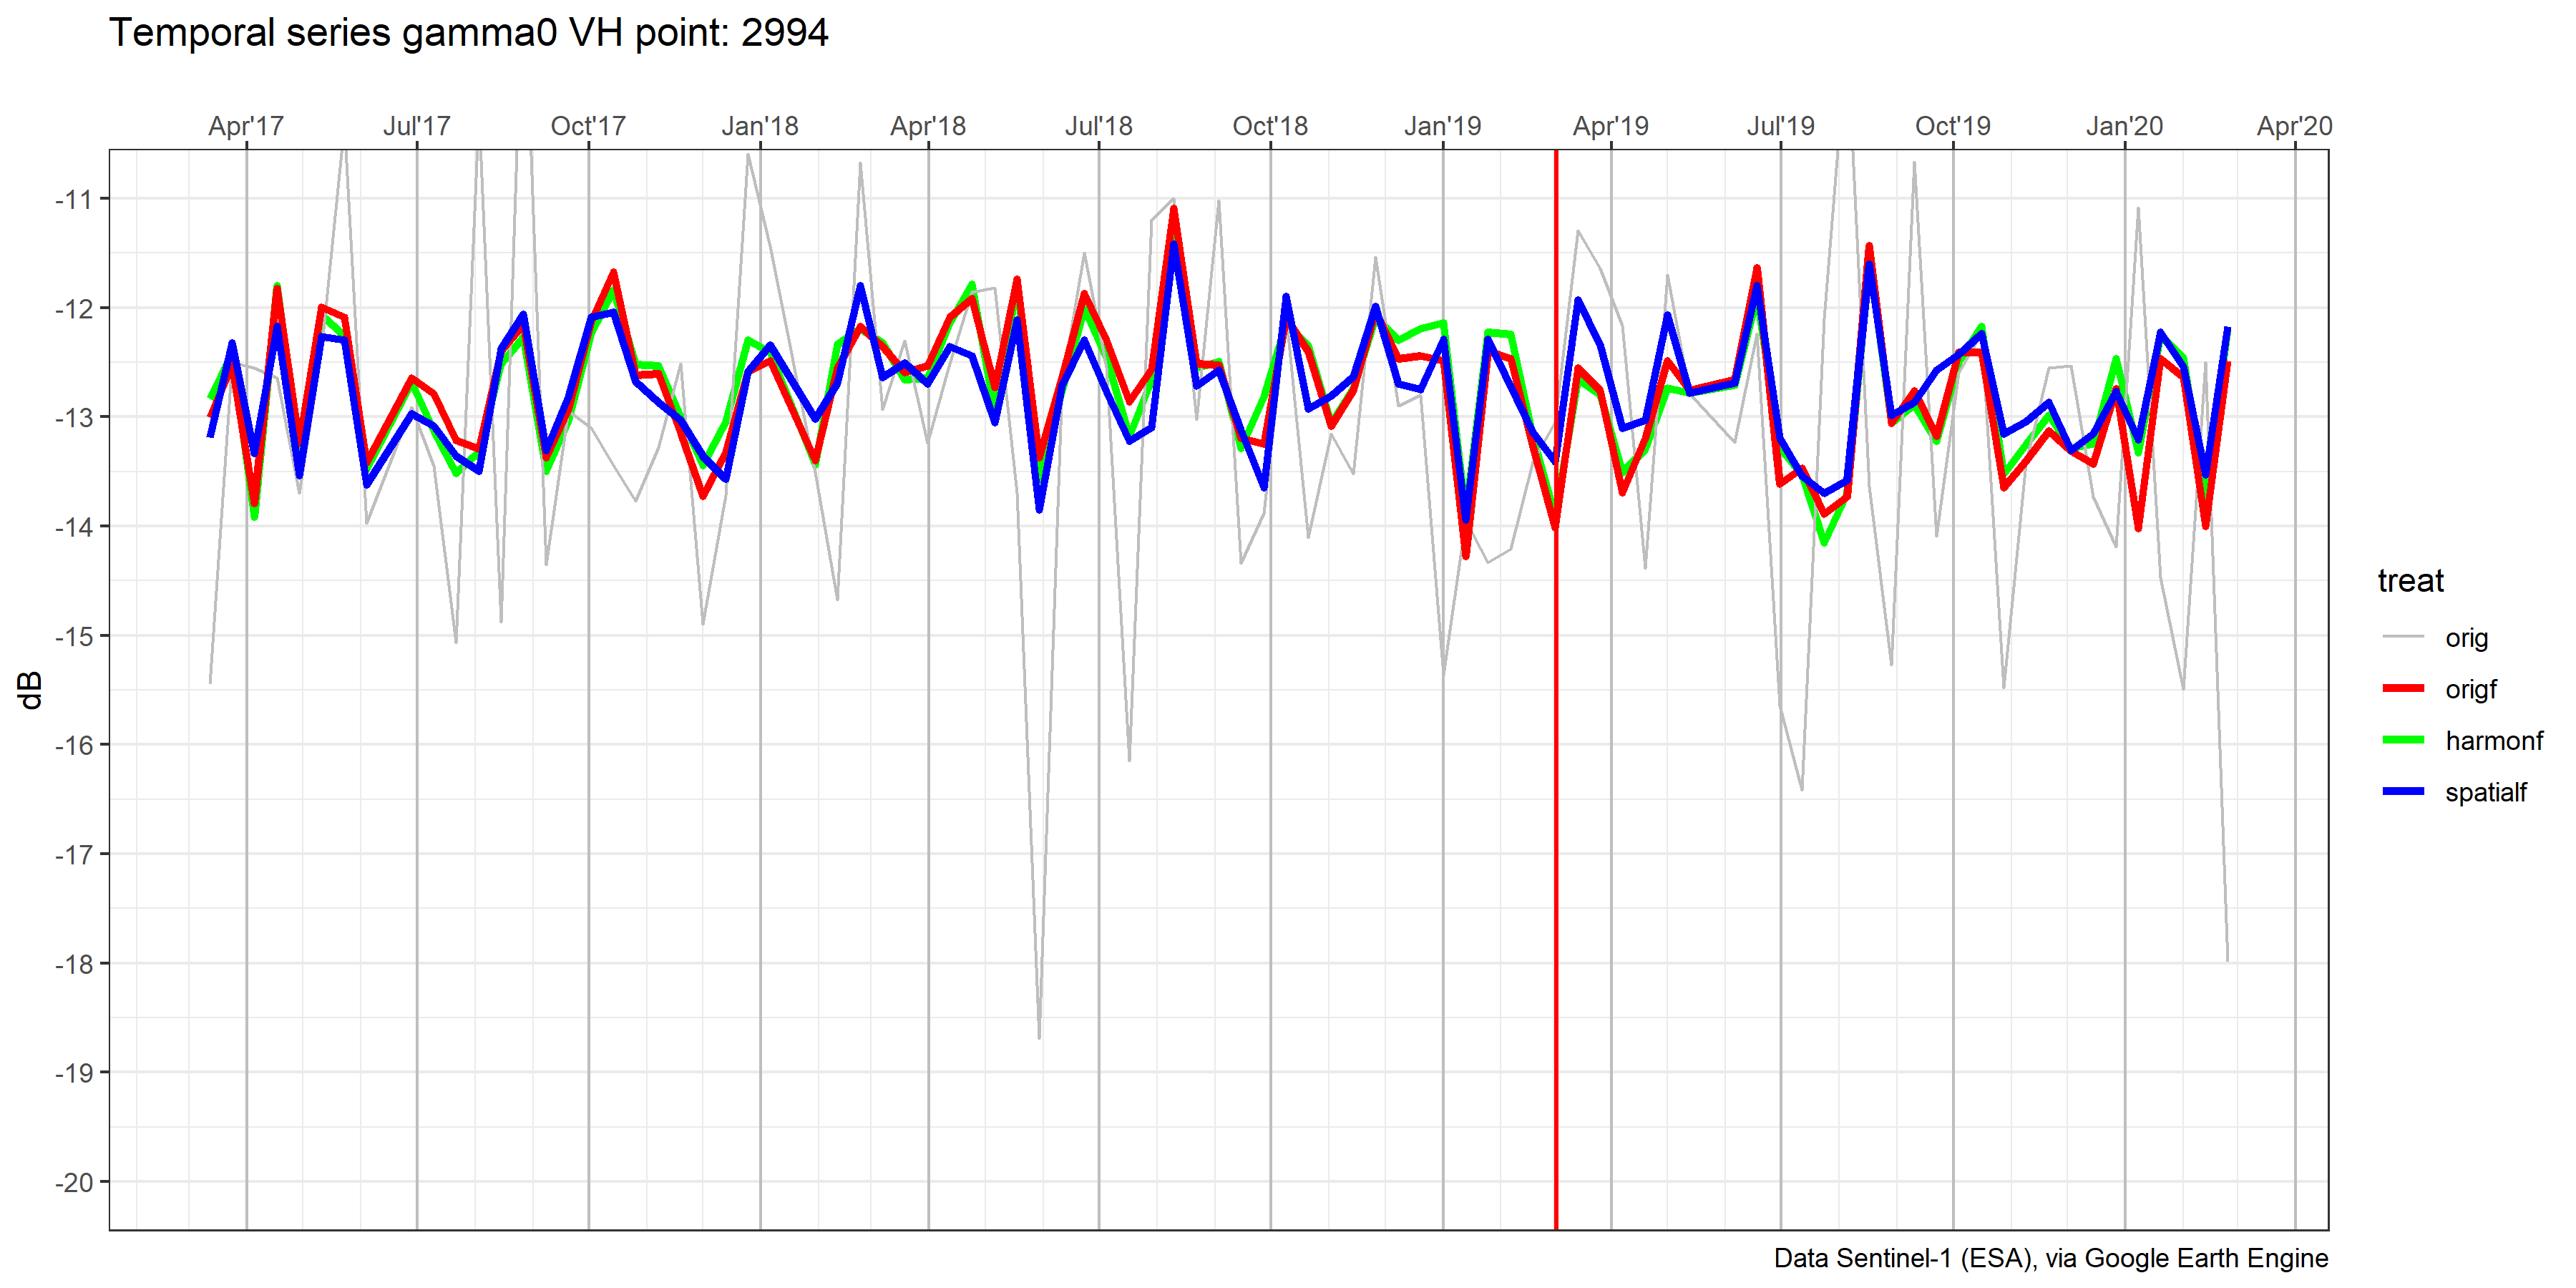 Temporal series gamma0 VH point: 2994
Apr'17 Jul'17 Oct'17 Jan'18 Apr'18 Jul'18 Oct'18 Jan'19 Apr'19 Jul'19 Oct'19 Jan'20 Apr'20
-11
-12
-13
-14
-15
-16
-17
-18
-19
-20
dB
treat
orig
origf
harmonf
spatialf
Data Sentinel-1 (ESA), via Google Earth Engine